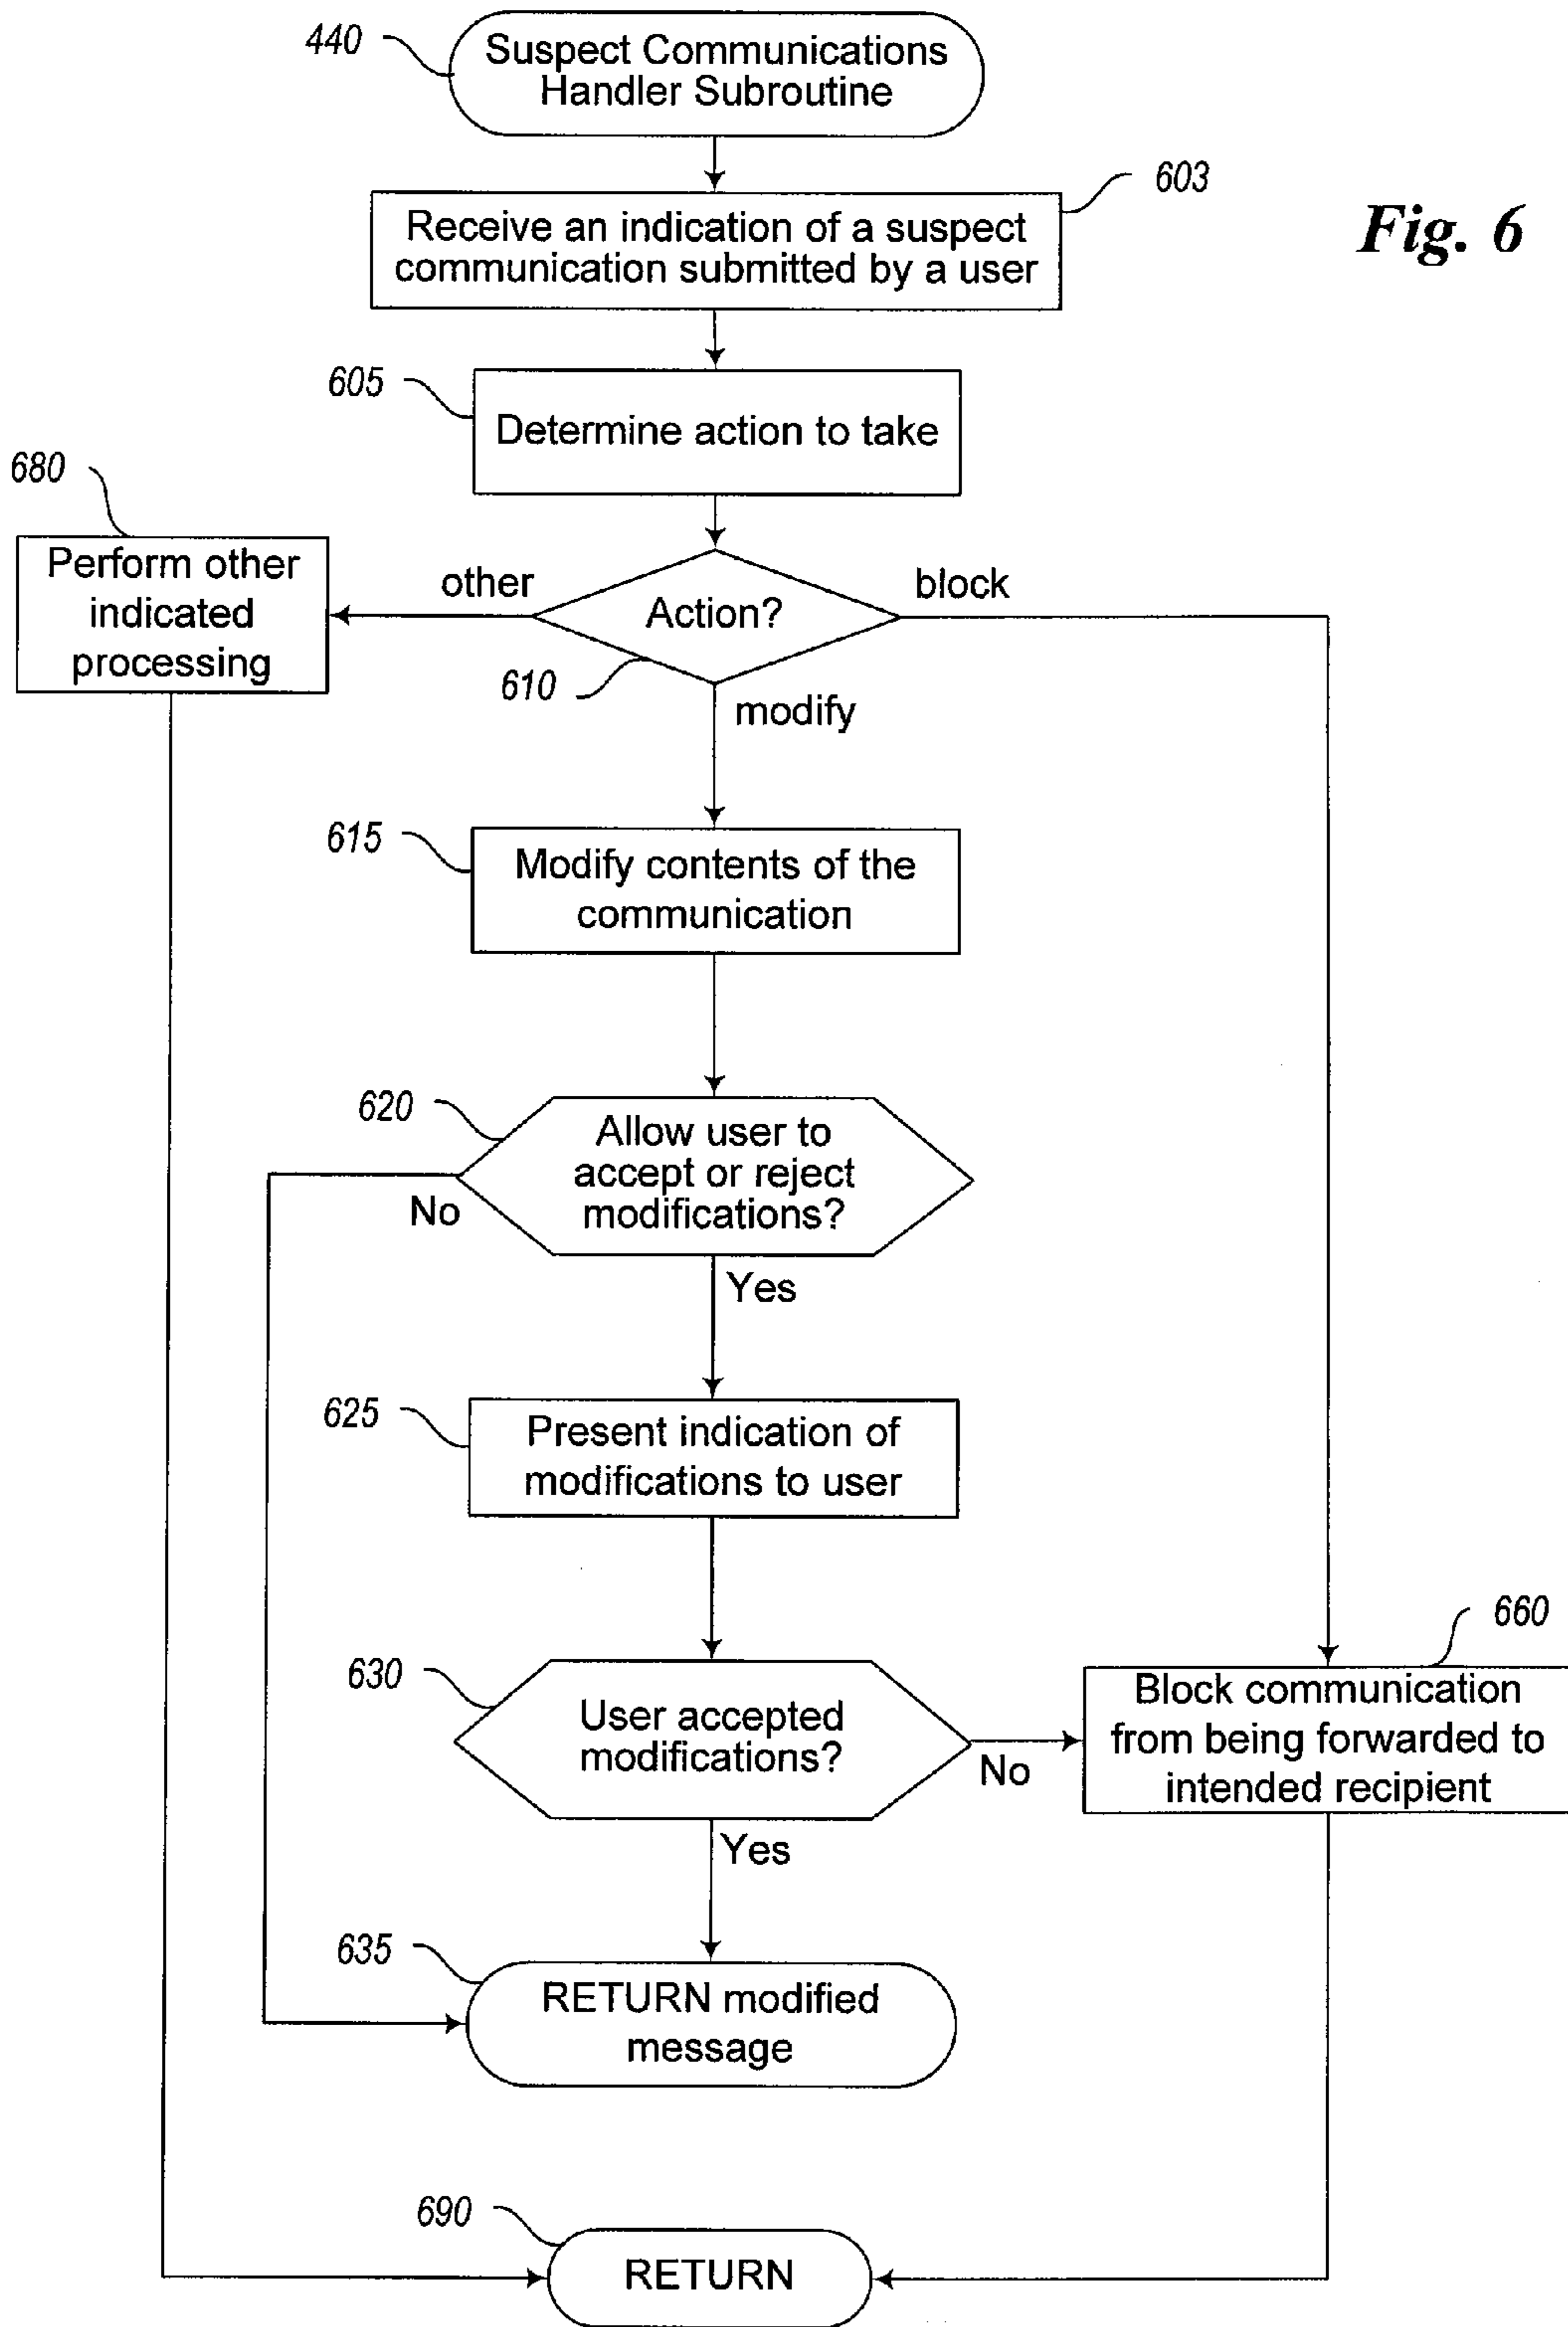 440
Suspect Communications
Handler Subroutine
603
Receive an indication of a suspect
communication submitted by a user
Fig. 6
605
Determine action to take
680
Perform other
indicated
processing
other
Action?
block
610
modify
615
Modify contents of the
communication
620
Allow user to
accept or reject
modifications?
No
Yes
625
Present indication of
modifications to user
630
User accepted
modifications?
No
660
Block communication
from being forwarded to
intended recipient
Yes
635
RETURN modified
message
690
RETURN